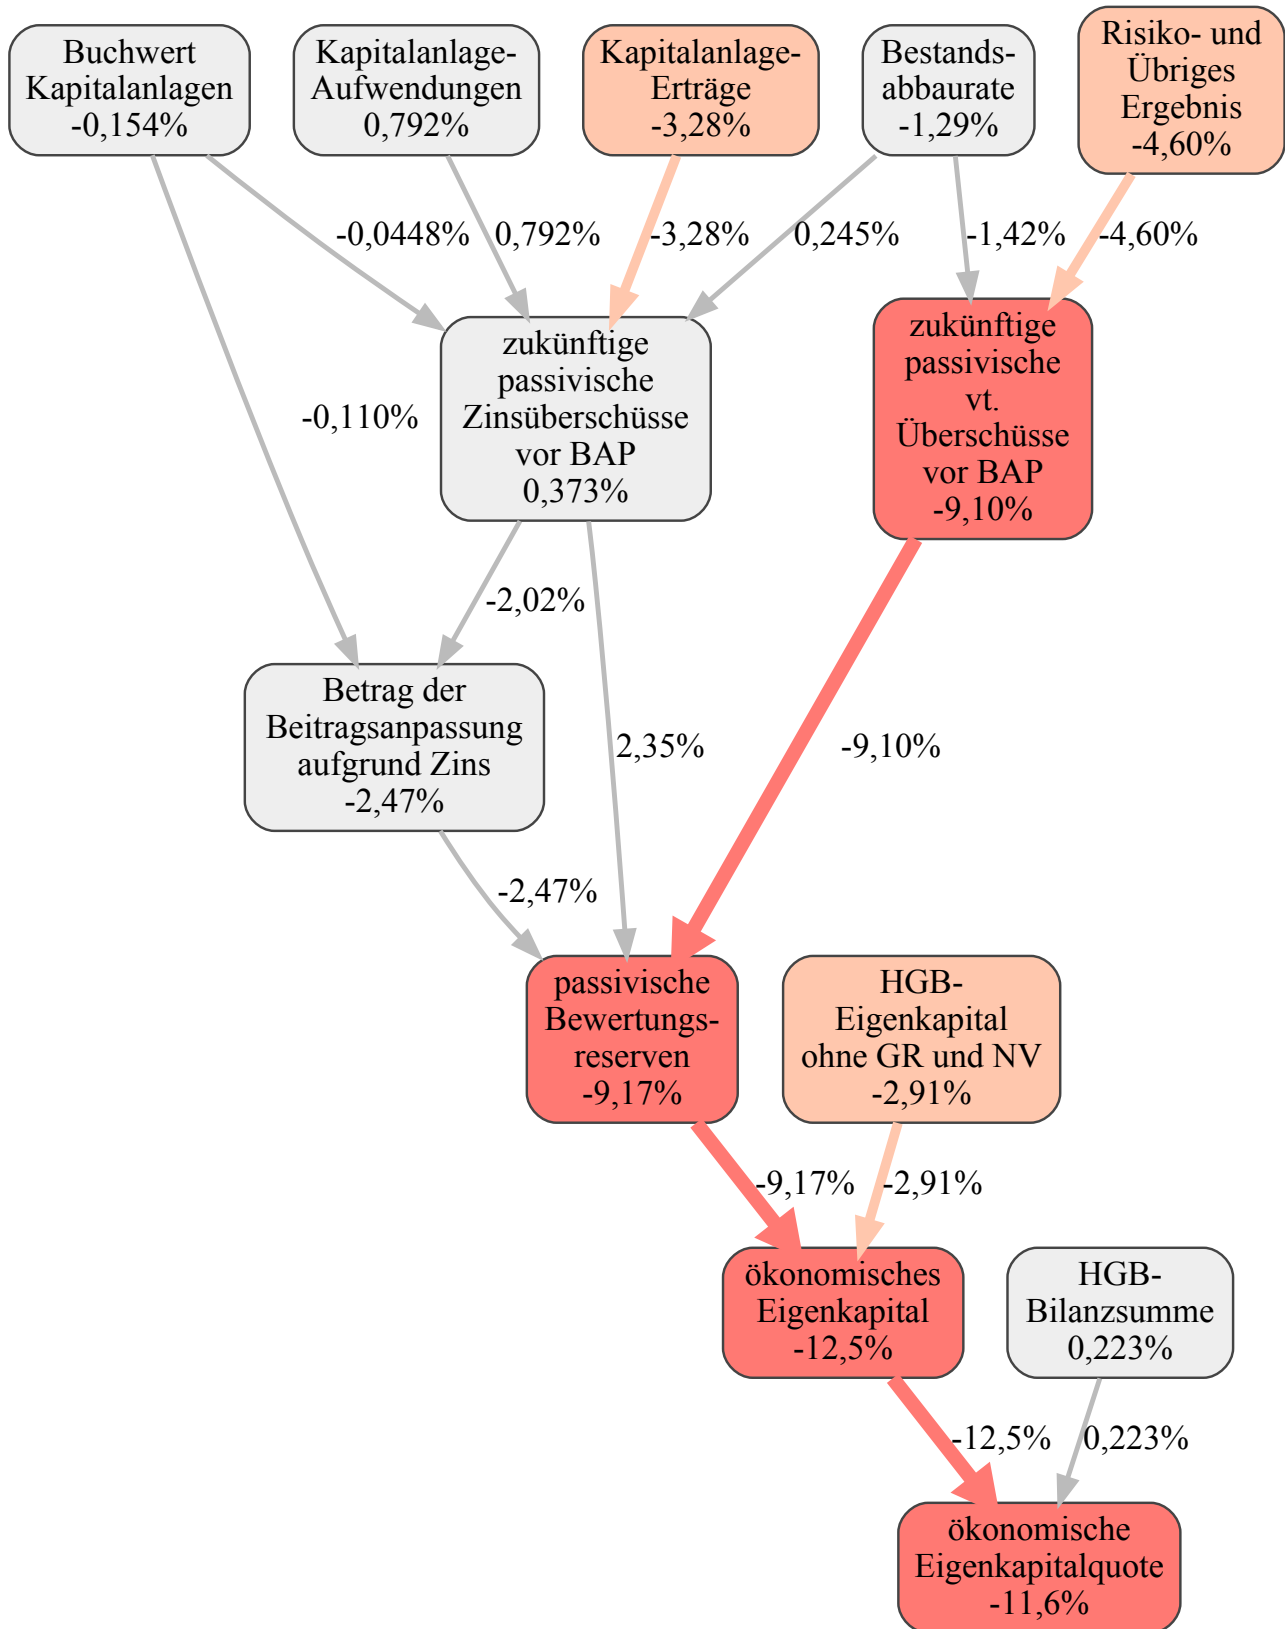 Buchwert
Kapitalanlagen
-0,154%
Kapitalanlage-
Aufwendungen
0,792%
Kapitalanlage-
Erträge
-3,28%
Bestands-
abbaurate
-1,29%
Risiko- und
Übriges
Ergebnis
-4,60%
-0,0448%
0,792%
-3,28%
0,245%
-1,42%
-4,60%
zukünftige
passivische
Zinsüberschüsse
vor BAP
0,373%
zukünftige
passivische
vt.
Überschüsse
vor BAP
-9,10%
-0,110%
-2,02%
Betrag der
Beitragsanpassung
aufgrund Zins
-2,47%
2,35%
-9,10%
-2,47%
passivische
Bewertungs-
reserven
-9,17%
HGB-
Eigenkapital
ohne GR und NV
-2,91%
-9,17%
-2,91%
ökonomisches
Eigenkapital
-12,5%
HGB-
Bilanzsumme
0,223%
-12,5%
0,223%
ökonomische
Eigenkapitalquote
-11,6%